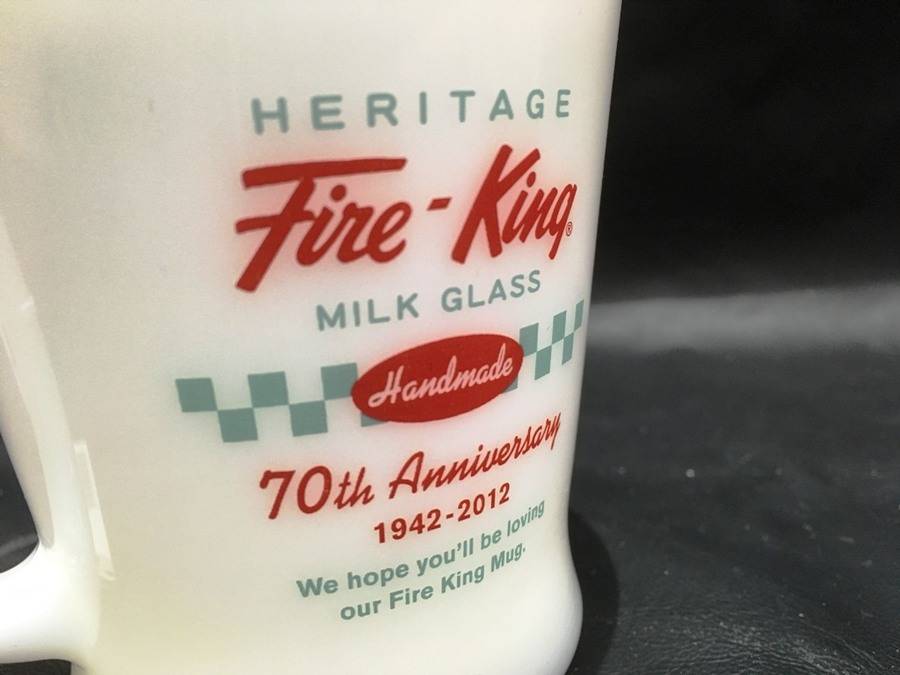 HERITAGE
Fire-King®
MILK GLASS
Handmade
70th Anniversary
1942-2012
We hope you'll be loving
our Fire King Mug.